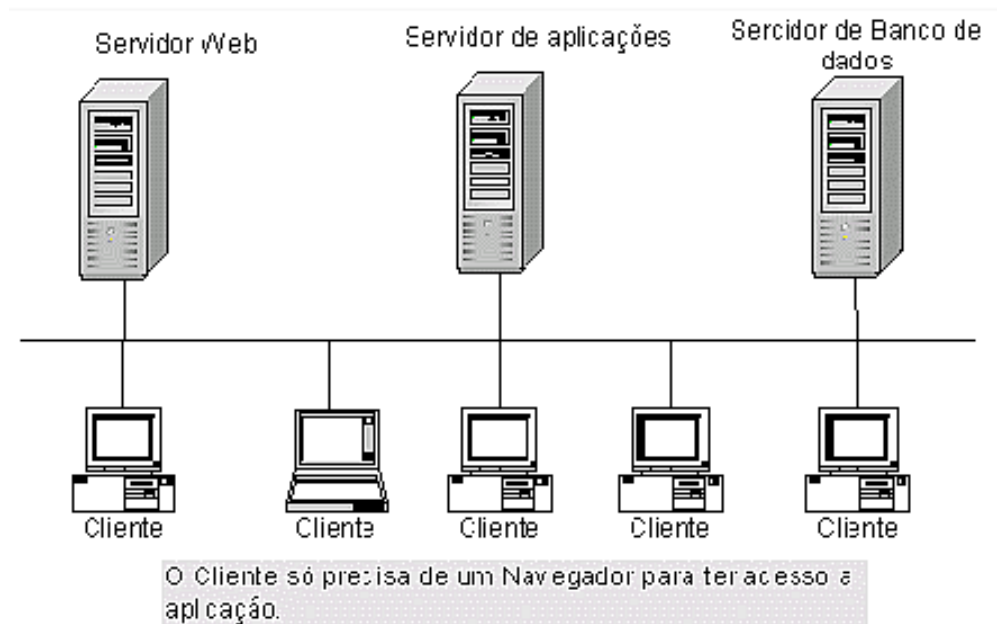 Servidor Web
Servidor de aplicações
Sercidor de Banco de
dados
Cliente
Cliente
Cliente
Cliente
Cliente
O Cliente só precisa de um Navegador para ter acesso a
aplicação.